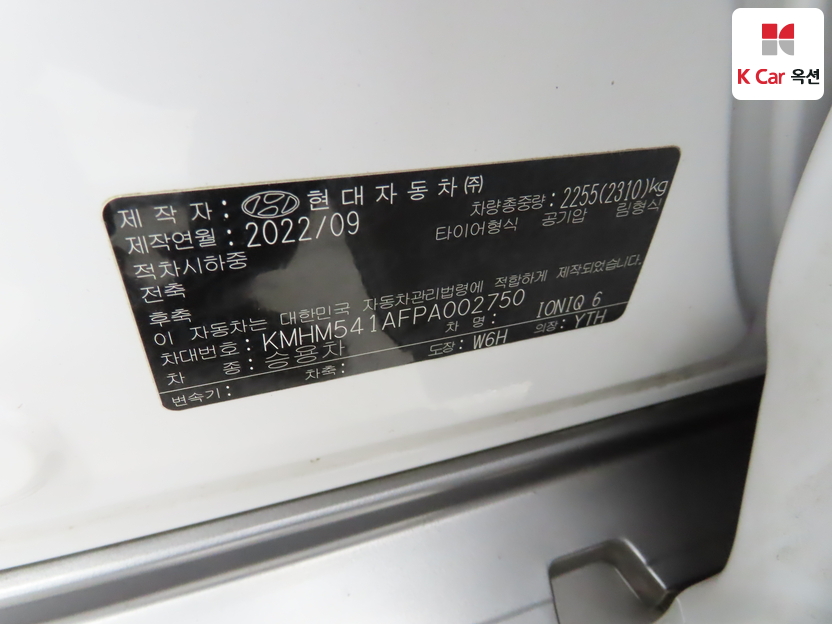 K Car 옥션
제 작 자 : 현 대 자 동 차 ㈜
차량총중량 : 2255(2310)kg
제작연월 : 2022/09
타이어형식 공기압 림형식
적차시하중
전축
후축
이 자동차는 대한민국 자동차관리법령에 적합하게 제작되었습니다.
차대번호 : KMHM541AFPA002750
차 명 : IONIQ 6
차 종 : 승용차
도장 : W6H 의장 : YTH
변속기 : 차축 :